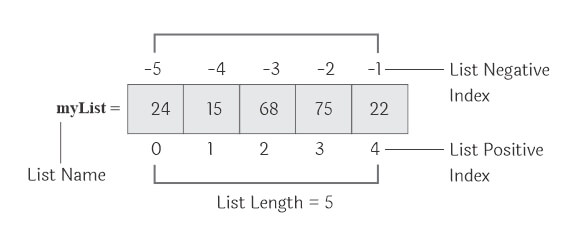 -5 -4 -3 -2 -1 List Negative
Index
myList = 24 15 68 75 22
0 1 2 3 4 List Positive
Index
List Name
List Length = 5